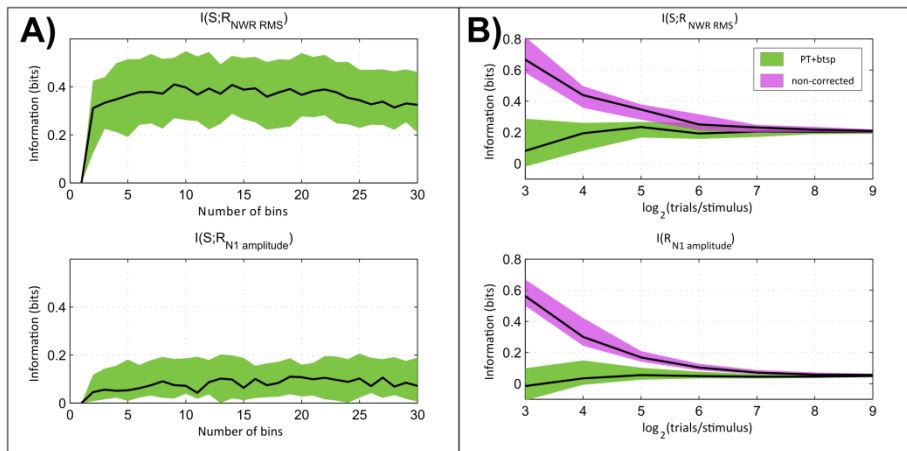 A)
I(S;R NWR RMS)
Information (bits)
0.4
0.2
0
0 5 10 15 20 25 30
Number of bins
I(S;R N1 amplitude)
Information (bits)
0.4
0.2
0
0 5 10 15 20 25 30
Number of bins
B)
I(S;R NWR RMS)
Information (bits)
0.8
0.6
0.4
0.2
0
PT+btsp
non-corrected
3 4 5 6 7 8 9
log2(trials/stimulus)
I(R N1 amplitude)
Information (bits)
0.8
0.6
0.4
0.2
0
3 4 5 6 7 8 9
log2(trials/stimulus)